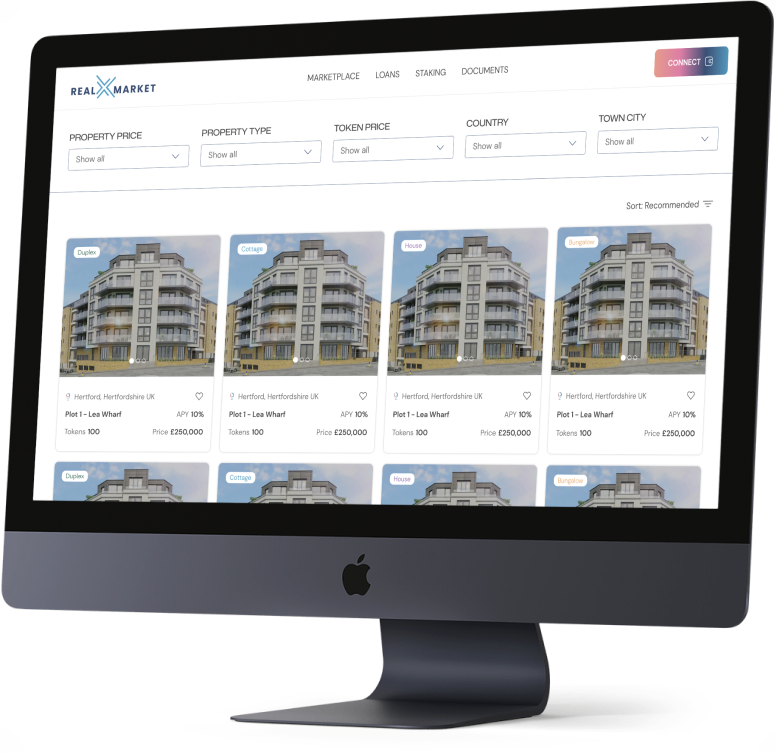 REAL X MARKET
MARKETPLACE LOANS STAKING DOCUMENTS
CONNECT
PROPERTY PRICE PROPERTY TYPE TOKEN PRICE COUNTRY TOWN CITY
Show all Show all Show all Show all Show all
Sort: Recommended
Duplex Cottage House Bungalow
Hertford, Hertfordshire UK Hertford, Hertfordshire UK Hertford, Hertfordshire UK Hertford, Hertfordshire UK
Plot 1 - Lea Wharf APY 10% Plot 1 - Lea Wharf APY 10% Plot 1 - Lea Wharf APY 10% Plot 1 - Lea Wharf APY 10%
Tokens 100 Price £250,000 Tokens 100 Price £250,000 Tokens 100 Price £250,000 Tokens 100 Price £250,000
Duplex Cottage House Bungalow